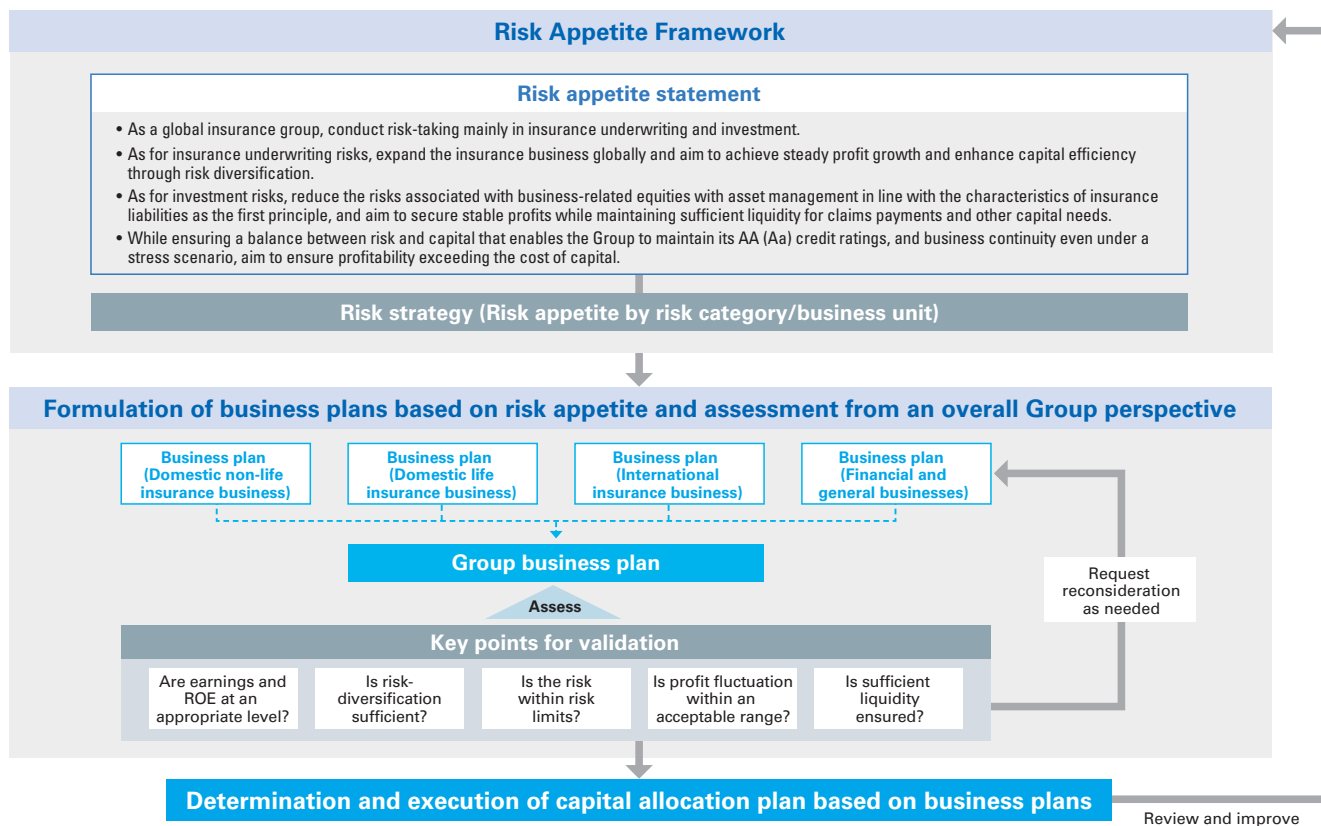 Risk Appetite Framework
Risk appetite statement
• As a global insurance group, conduct risk-taking mainly in insurance underwriting and investment.
• As for insurance underwriting risks, expand the insurance business globally and aim to achieve steady profit growth and enhance capital efficiency
through risk diversification.
• As for investment risks, reduce the risks associated with business-related equities with asset management in line with the characteristics of insurance
liabilities as the first principle, and aim to secure stable profits while maintaining sufficient liquidity for claims payments and other capital needs.
• While ensuring a balance between risk and capital that enables the Group to maintain its AA (Aa) credit ratings, and business continuity even under a
stress scenario, aim to ensure profitability exceeding the cost of capital.
Risk strategy (Risk appetite by risk category/business unit)
Formulation of business plans based on risk appetite and assessment from an overall Group perspective
Business plan
(Domestic non-life
insurance business)
Business plan
(Domestic life
insurance business)
Business plan
(International
insurance business)
Business plan
(Financial and
general businesses)
Group business plan
Request
reconsideration
as needed
Assess
Key points for validation
Are earnings and
ROE at an
appropriate level?
Is risk-
diversification
sufficient?
Is the risk
within risk
limits?
Is profit fluctuation
within an
acceptable range?
Is sufficient
liquidity
ensured?
Determination and execution of capital allocation plan based on business plans
Review and improve